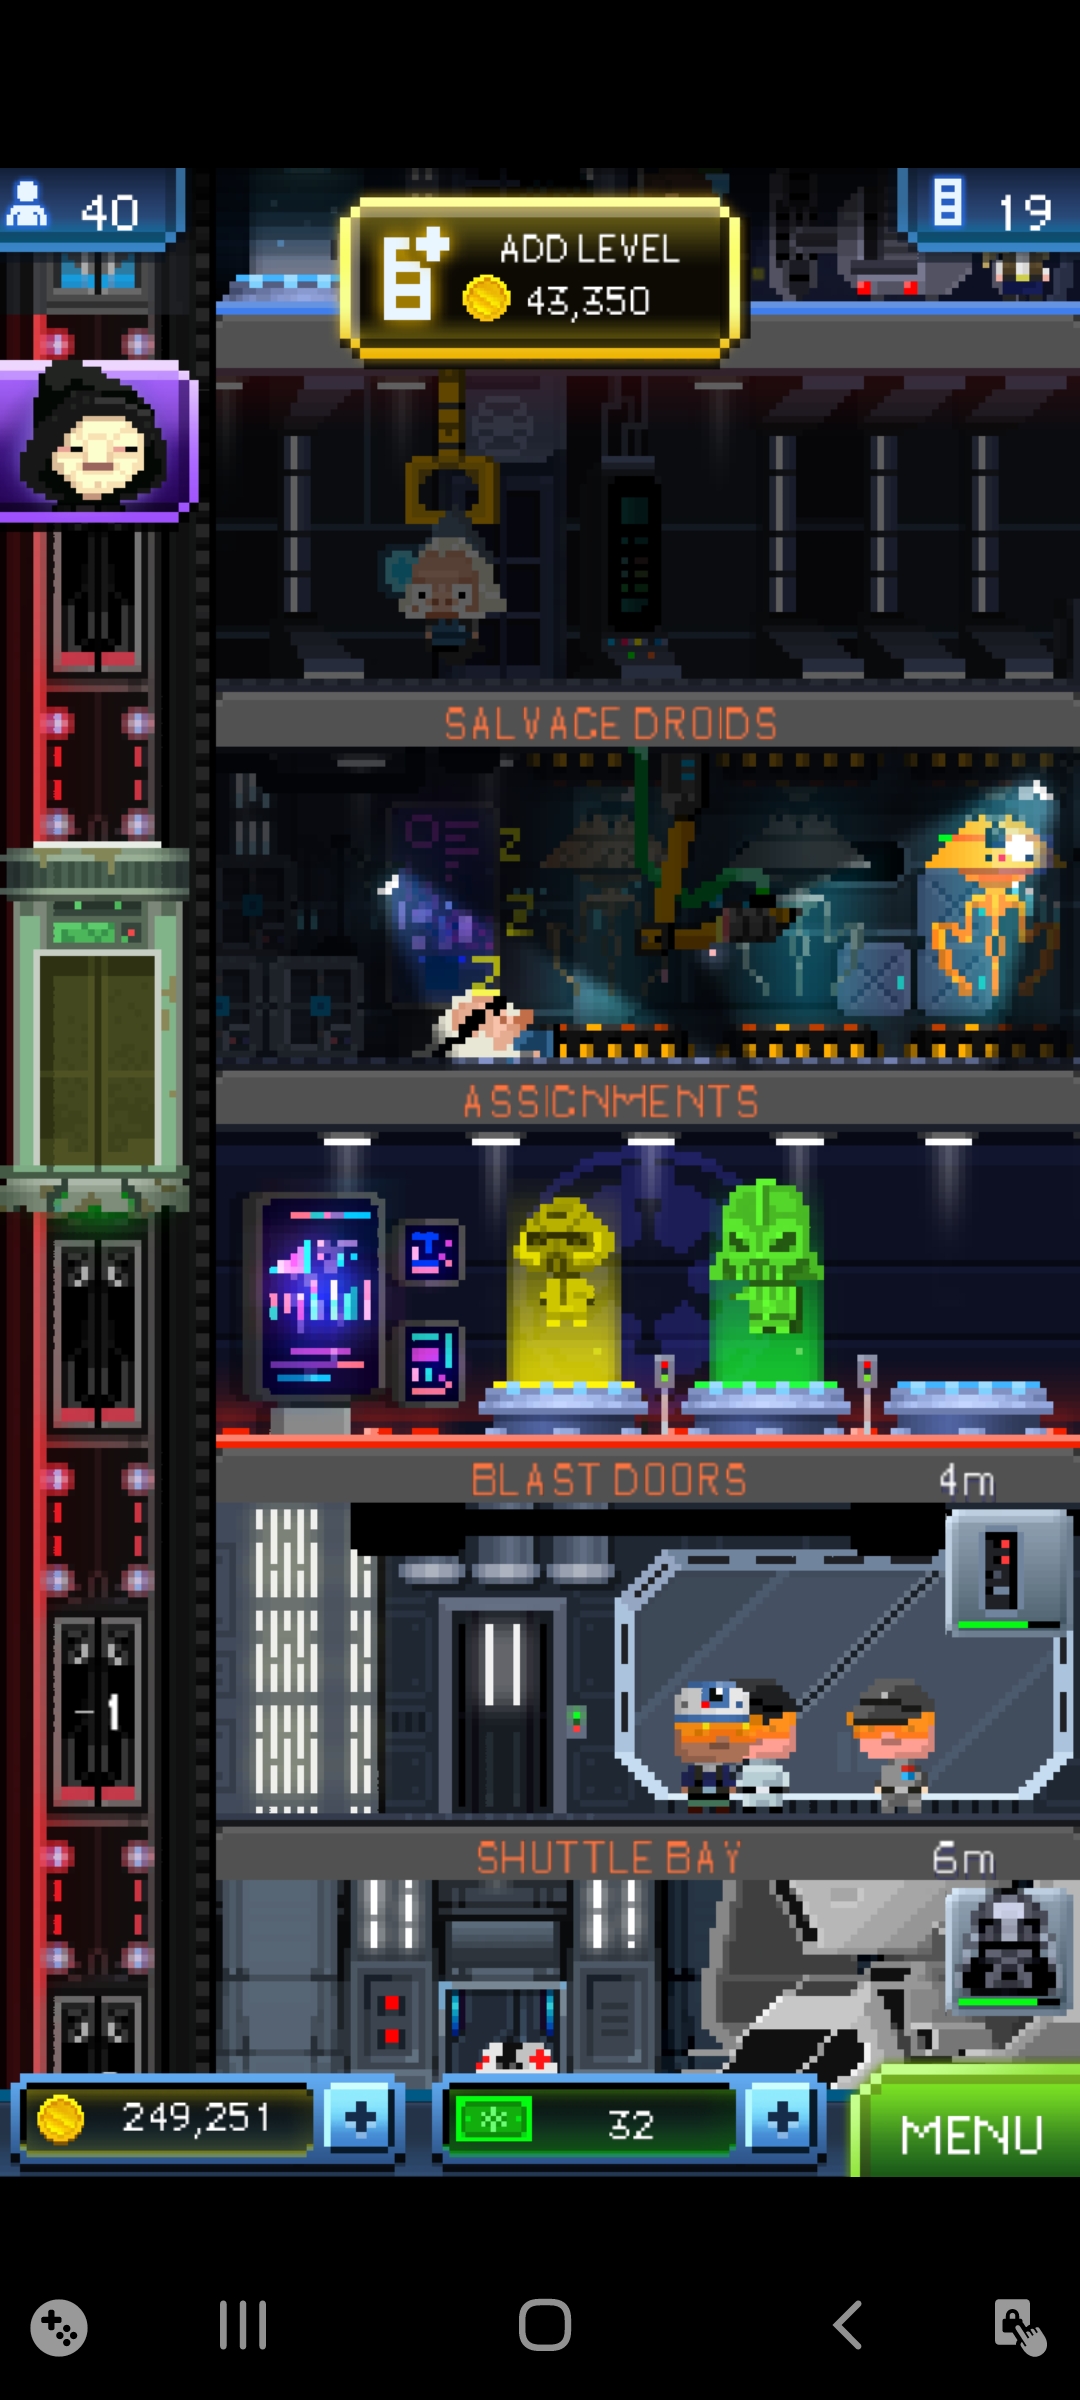 40
19
ADD LEVEL
43,350
SALVAGE DROIDS
Z
Z
Z
ASSIGNMENTS
BLAST DOORS 4m
-1
SHUTTLE BAY 6m
249,251
32
MENU